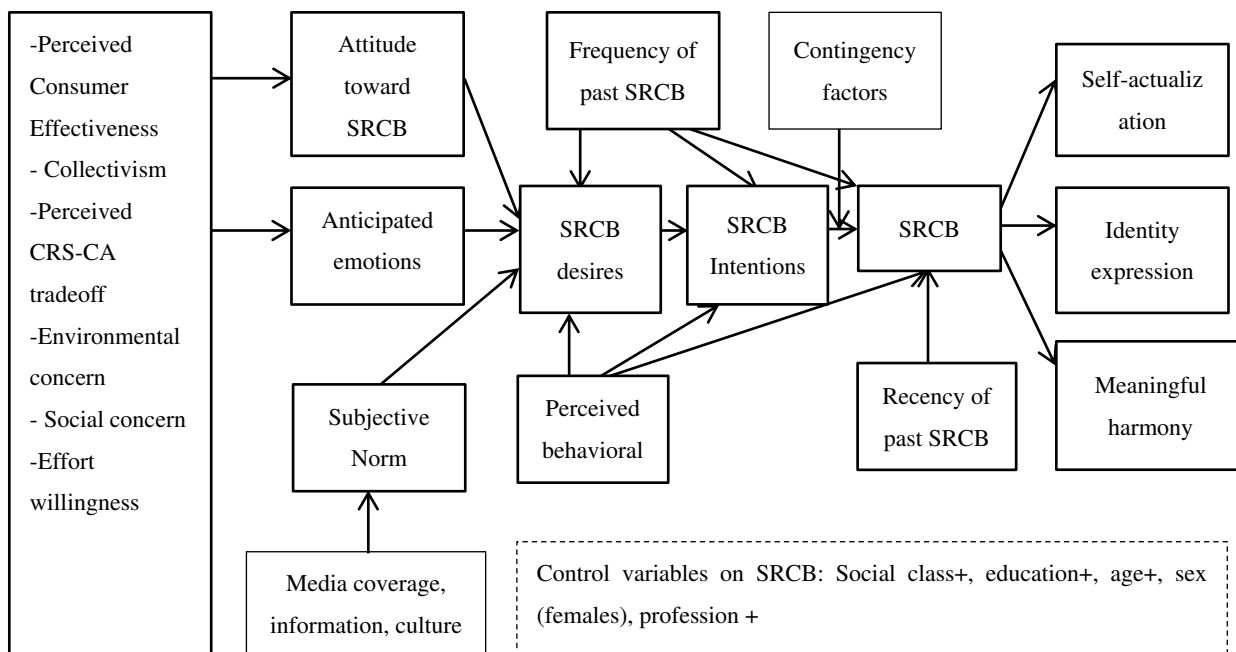 -Perceived
Consumer
Effectiveness
- Collectivism
-Perceived
CRS-CA
tradeoff
-Environmental
concern
- Social concern
-Effort
willingness
Attitude
toward
SRCB
Anticipated
emotions
Subjective
Norm
Media coverage,
information, culture
Frequency of
past SRCB
SRCB
desires
Perceived
behavioral
SRCB
Intentions
Contingency
factors
SRCB
Recency of
past SRCB
Self-actualiz
ation
Identity
expression
Meaningful
harmony
Control variables on SRCB: Social class+, education+, age+, sex
(females), profession +